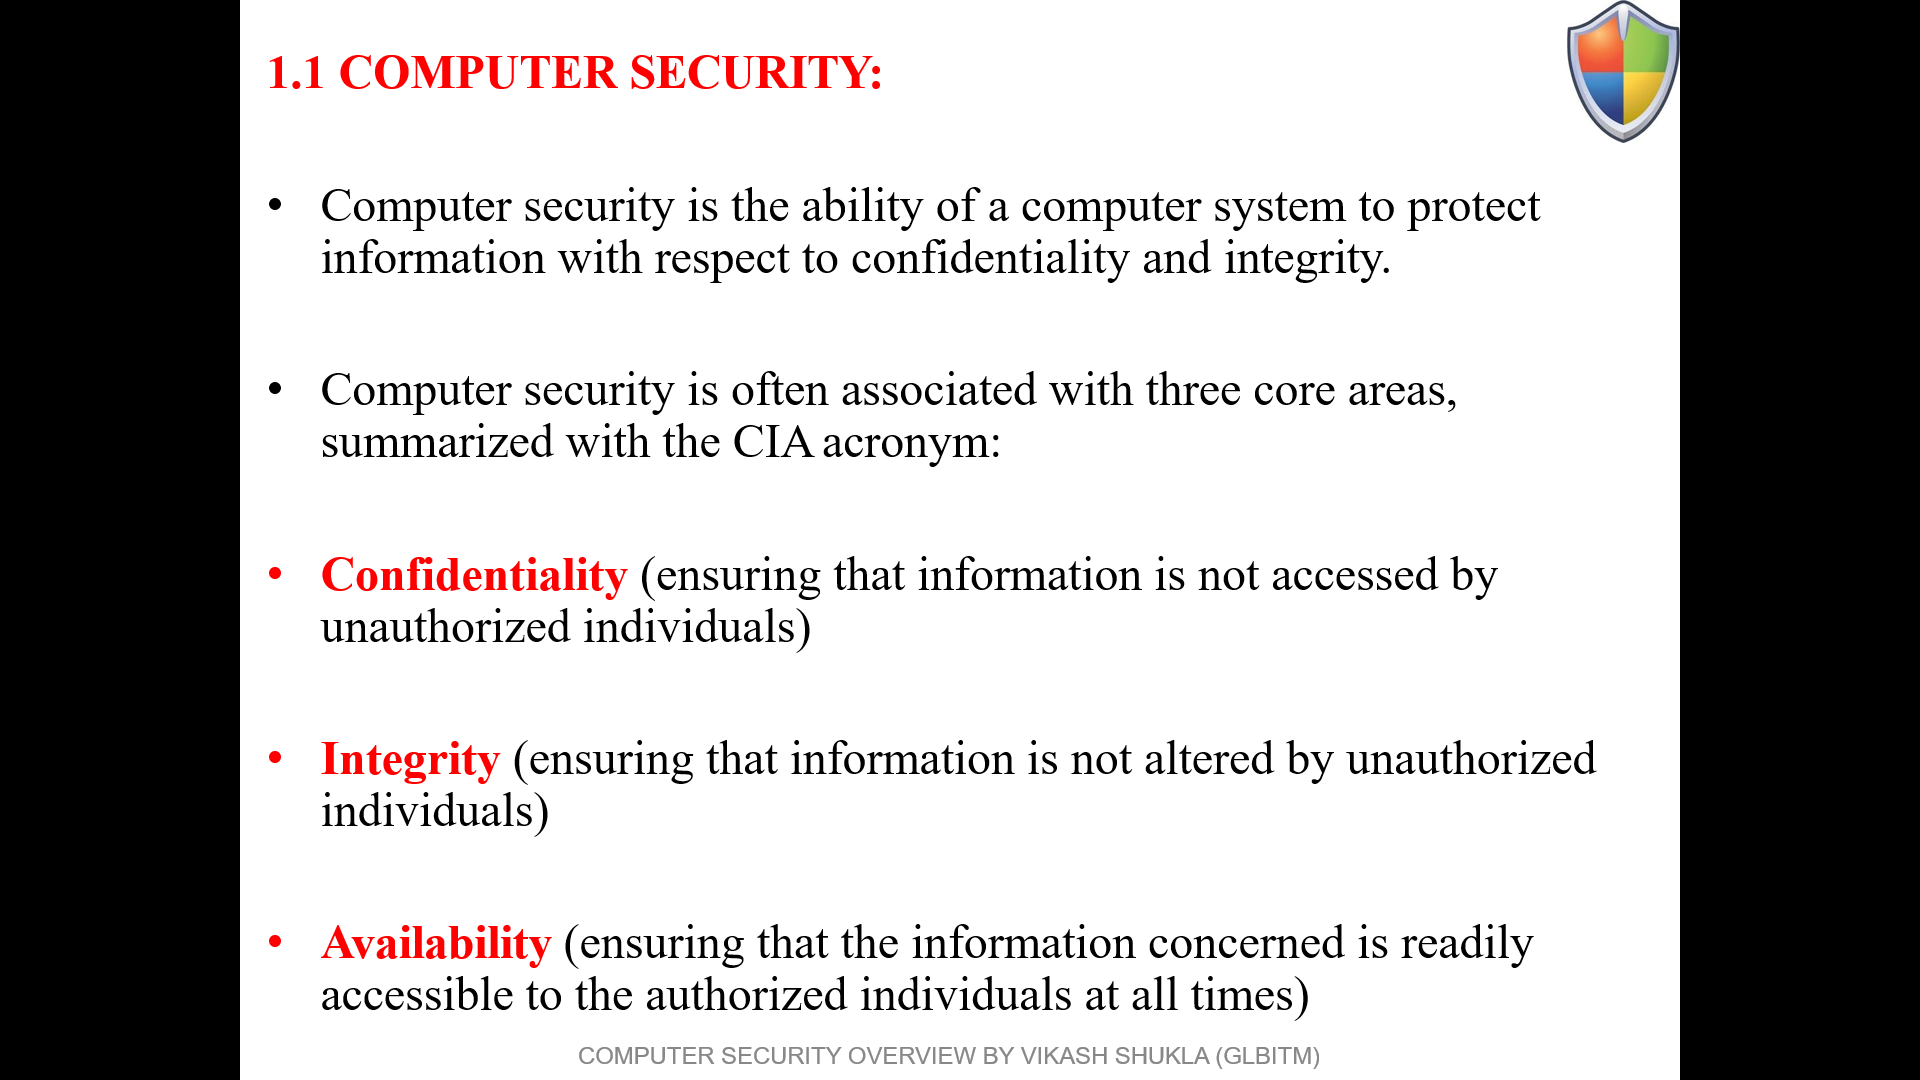 1.1 COMPUTER SECURITY:
• Computer security is the ability of a computer system to protect
information with respect to confidentiality and integrity.
• Computer security is often associated with three core areas,
summarized with the CIA acronym:
• Confidentiality (ensuring that information is not accessed by
unauthorized individuals)
• Integrity (ensuring that information is not altered by unauthorized
individuals)
• Availability (ensuring that the information concerned is readily
accessible to the authorized individuals at all times)
COMPUTER SECURITY OVERVIEW BY VIKASH SHUKLA (GLBITM)